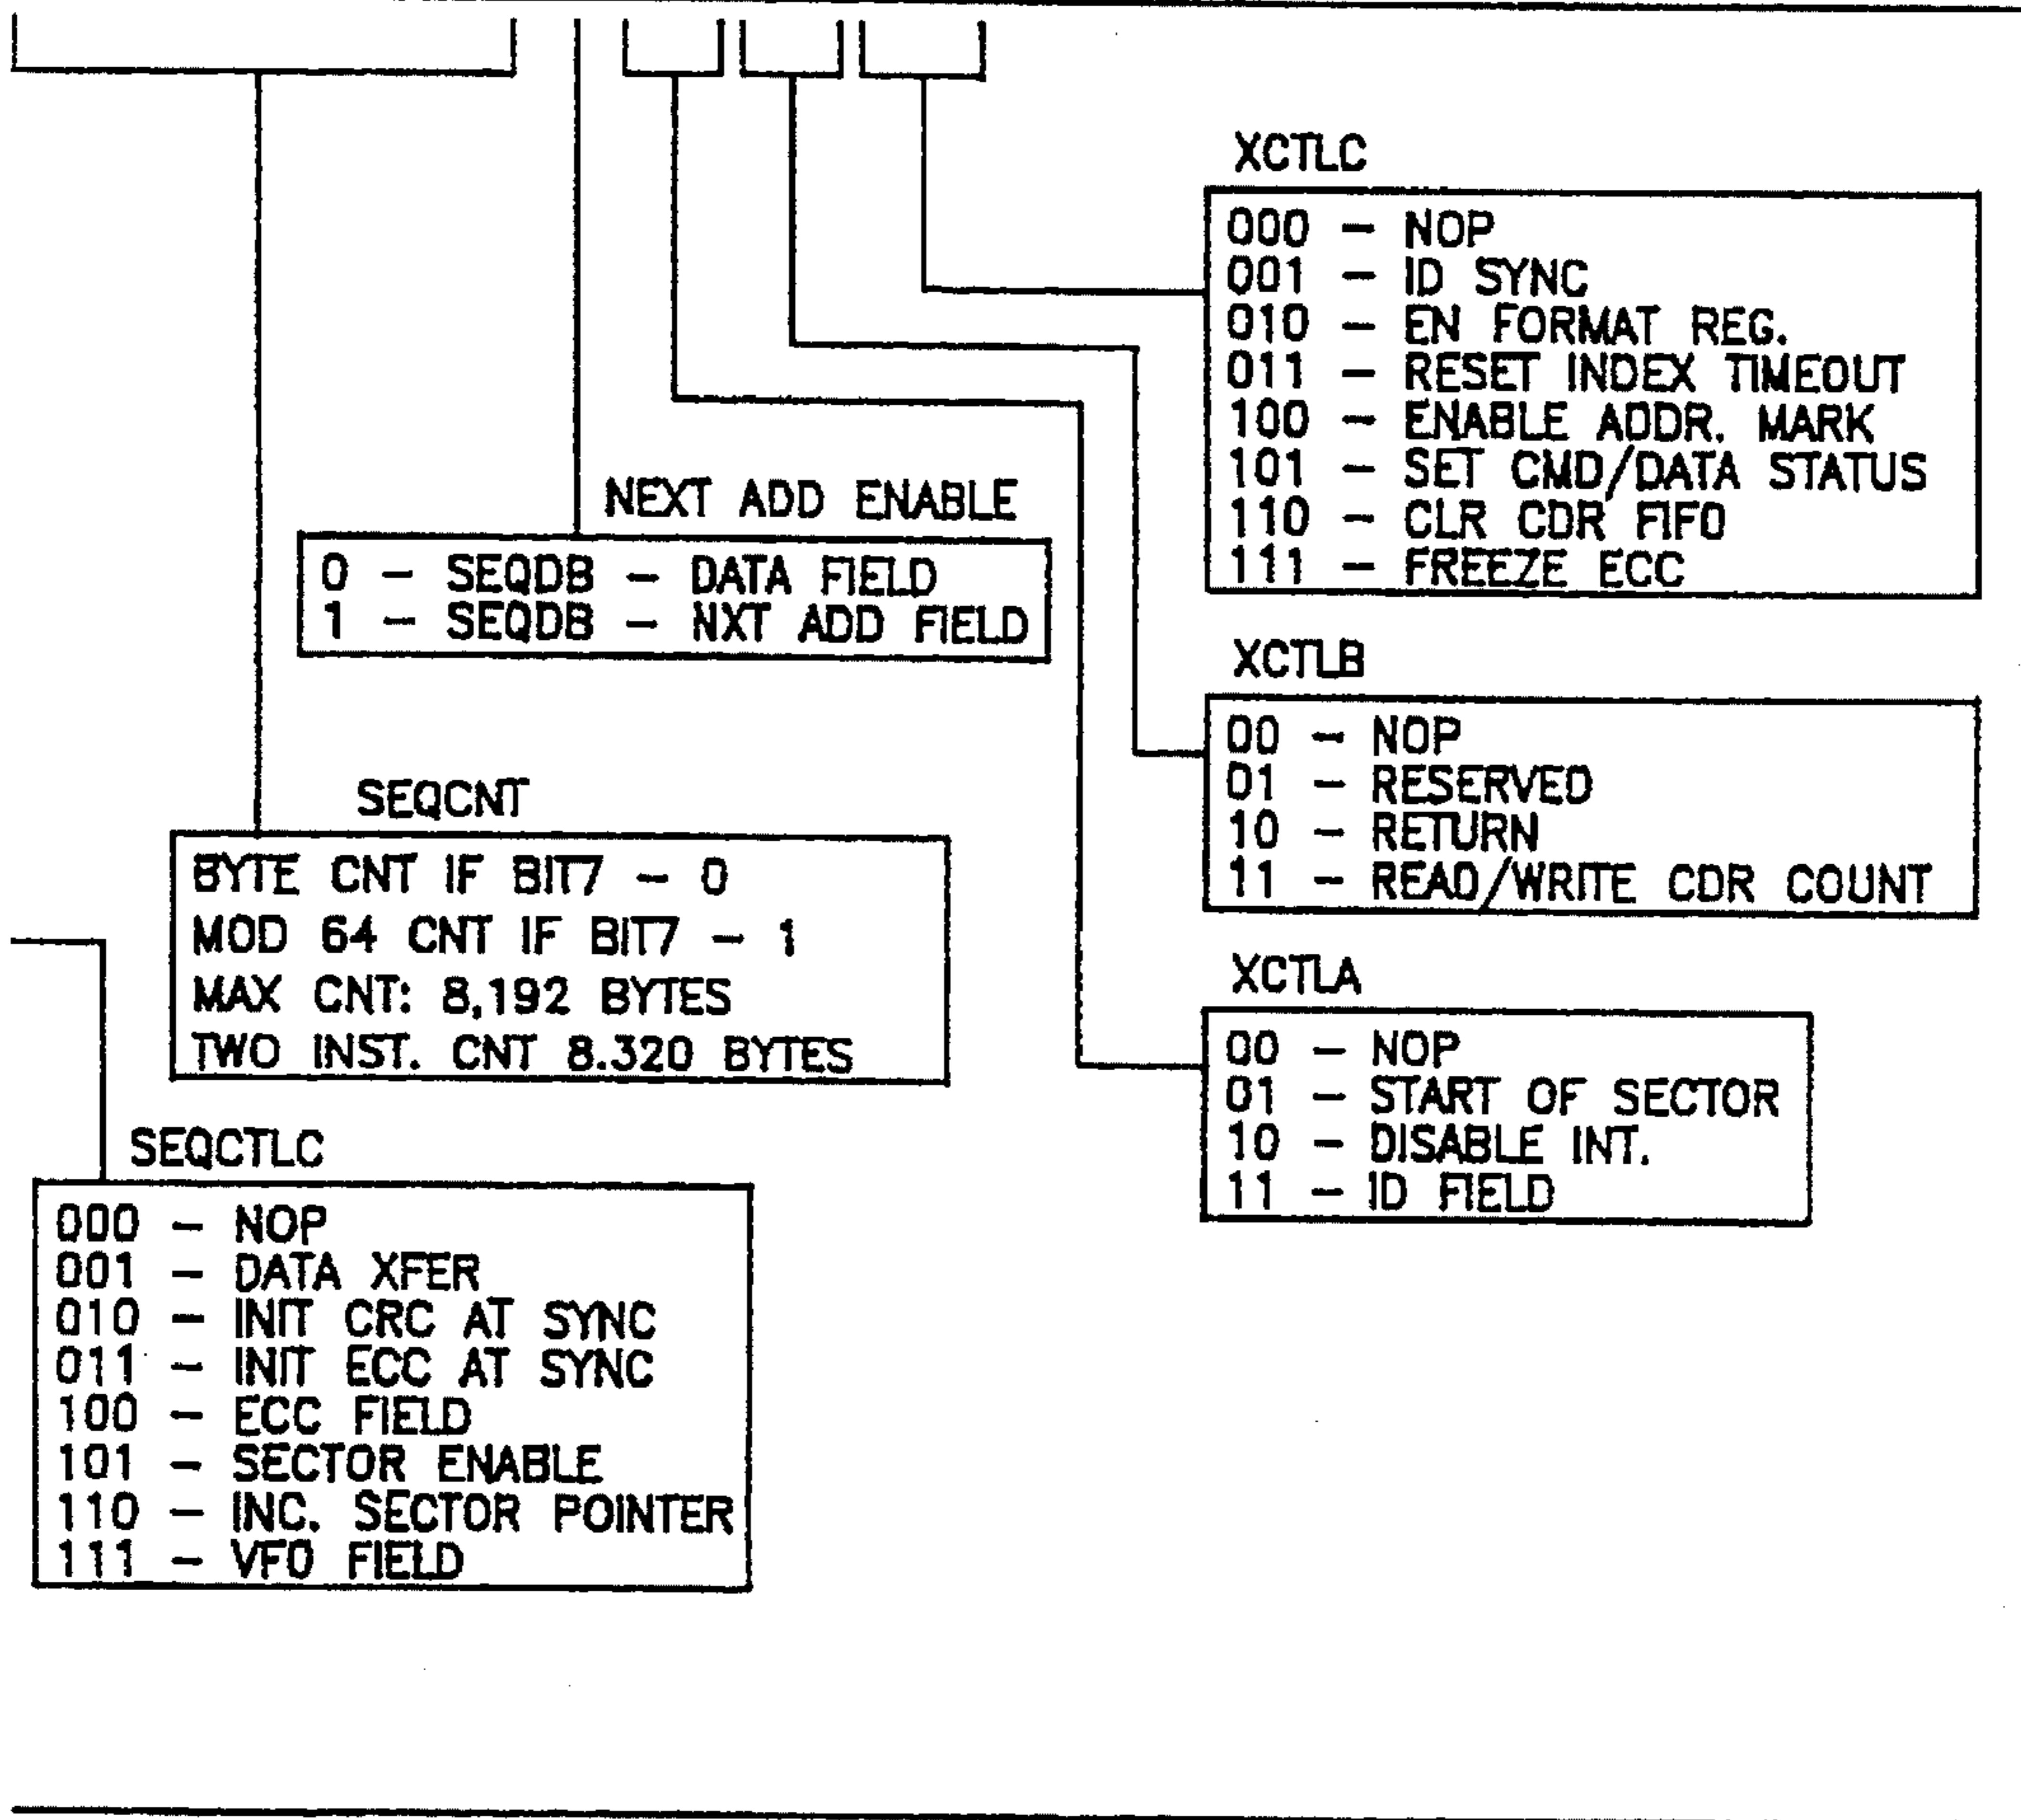 XCTLC
000 - NOP
001 - ID SYNC
010 - EN FORMAT REG.
011 - RESET INDEX TIMEOUT
100 - ENABLE ADDR. MARK
101 - SET CMD/DATA STATUS
110 - CLR CDR FIFO
111 - FREEZE ECC
NEXT ADD ENABLE
0 - SEQDB - DATA FIELD
1 - SEQDB - NXT ADD FIELD
XCTLB
00 - NOP
01 - RESERVED
10 - RETURN
11 - READ/WRITE CDR COUNT
SEQCNT
BYTE CNT IF BIT7 - 0
MOD 64 CNT IF BIT7 - 1
MAX CNT: 8,192 BYTES
TWO INST. CNT 8.320 BYTES
XCTLA
00 - NOP
01 - START OF SECTOR
10 - DISABLE INT.
11 - ID FIELD
SEQCTLC
000 - NOP
001 - DATA XFER
010 - INIT CRC AT SYNC
011 - INIT ECC AT SYNC
100 - ECC FIELD
101 - SECTOR ENABLE
110 - INC. SECTOR POINTER
111 - VFO FIELD